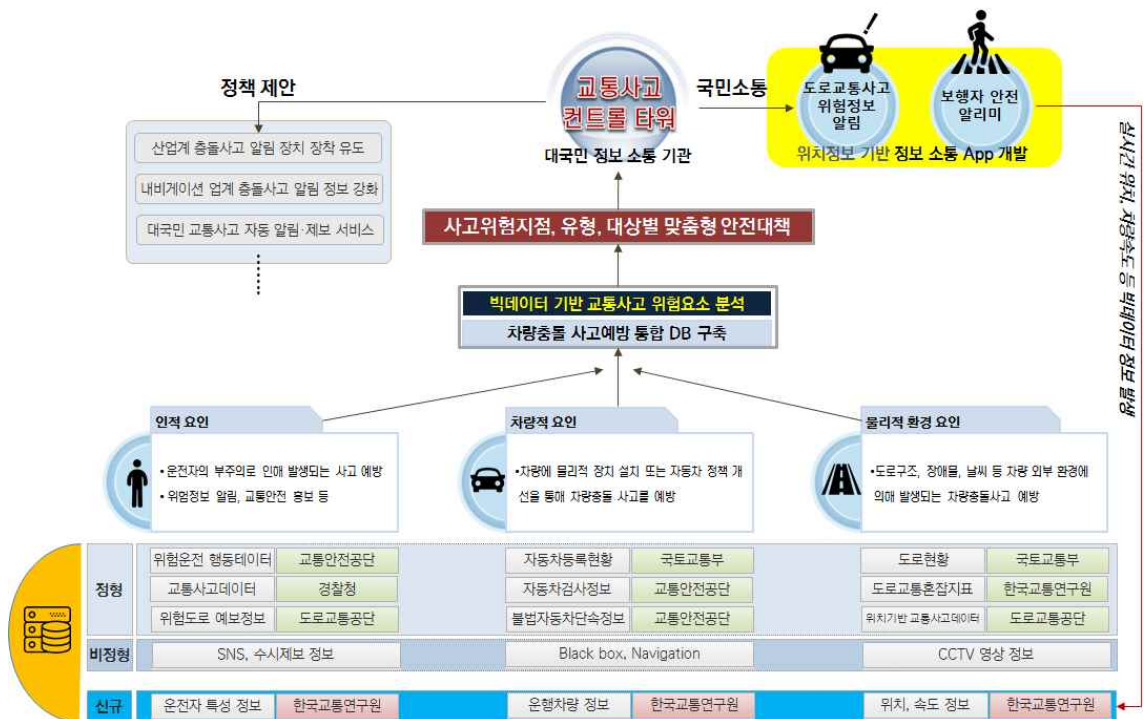 정책 제안
교통사고
컨트롤 타워
대국민 정보 소통 기관
국민소통
도로교통사고
위험정보
알림
보행자 안전
알리미
위치정보 기반 정보 소통 App 개발
실시간 위치, 차량속도 등 빅데이터 정보 발생
산업계 충돌사고 알림 장치 장착 유도
내비게이션 업계 충돌사고 알림 정보 강화
대국민 교통사고 자동 알림·제보 서비스
사고위험지점, 유형, 대상별 맞춤형 안전대책
빅데이터 기반 교통사고 위험요소 분석
차량충돌 사고예방 통합 DB 구축
인적 요인
• 운전자의 부주의로 인해 발생되는 사고 예방
• 위험정보 알림, 교통안전 홍보 등
차량적 요인
•차량에 물리적 장치 설치 또는 자동차 정책 개
선을 통해 차량충돌 사고를 예방
물리적 환경 요인
•도로구조, 장애물, 날씨 등 차량 외부 환경에
의해 발생되는 차량충돌사고 예방
정형
위험운전 행동데이터 교통안전공단 자동차등록현황 국토교통부 도로현황 국토교통부
교통사고데이터 경찰청 자동차검사정보 교통안전공단 도로교통혼잡지표 한국교통연구원
위험도로 예보정보 도로교통공단 불법자동차단속정보 교통안전공단 위치기반 교통사고데이터 도로교통공단
비정형 SNS, 수시제보 정보 Black box, Navigation CCTV 영상 정보
신규 운전자 특성 정보 한국교통연구원 운행차량 정보 한국교통연구원 위치, 속도 정보 한국교통연구원